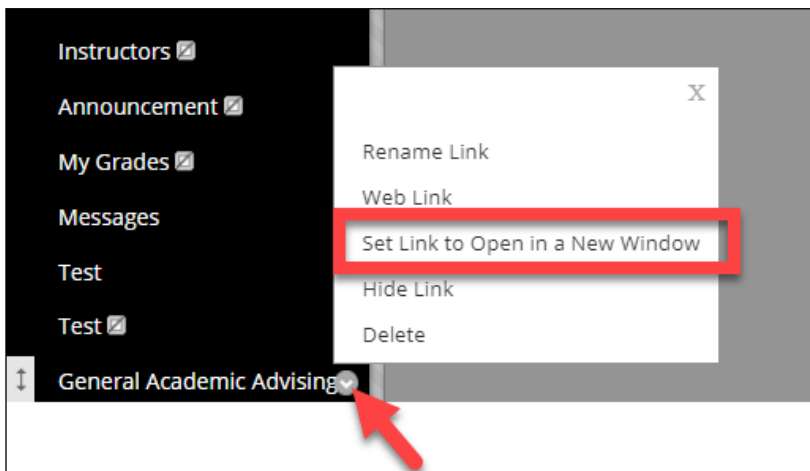 Instructors
Announcement
My Grades
Messages
Test
Test
General Academic Advising
X
Rename Link
Web Link
Set Link to Open in a New Window
Hide Link
Delete